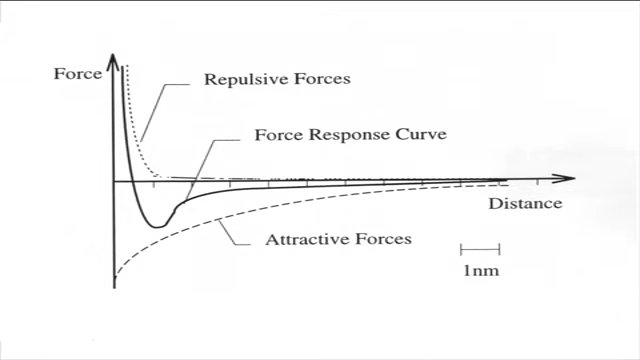 Force
Repulsive Forces
Force Response Curve
Distance
Attractive Forces
1nm